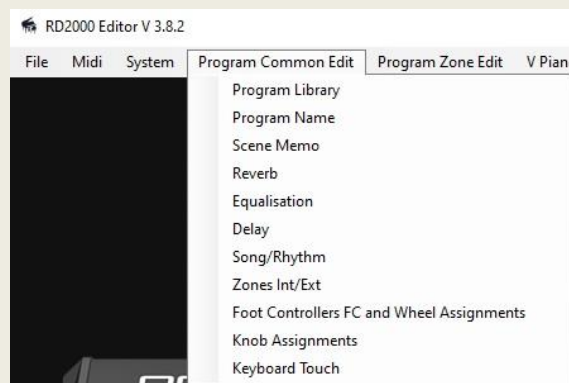 RD2000 Editor V 3.8.2
File Midi System Program Common Edit Program Zone Edit V Pian
Program Library
Program Name
Scene Memo
Reverb
Equalisation
Delay
Song/Rhythm
Zones Int/Ext
Foot Controllers FC and Wheel Assignments
Knob Assignments
Keyboard Touch